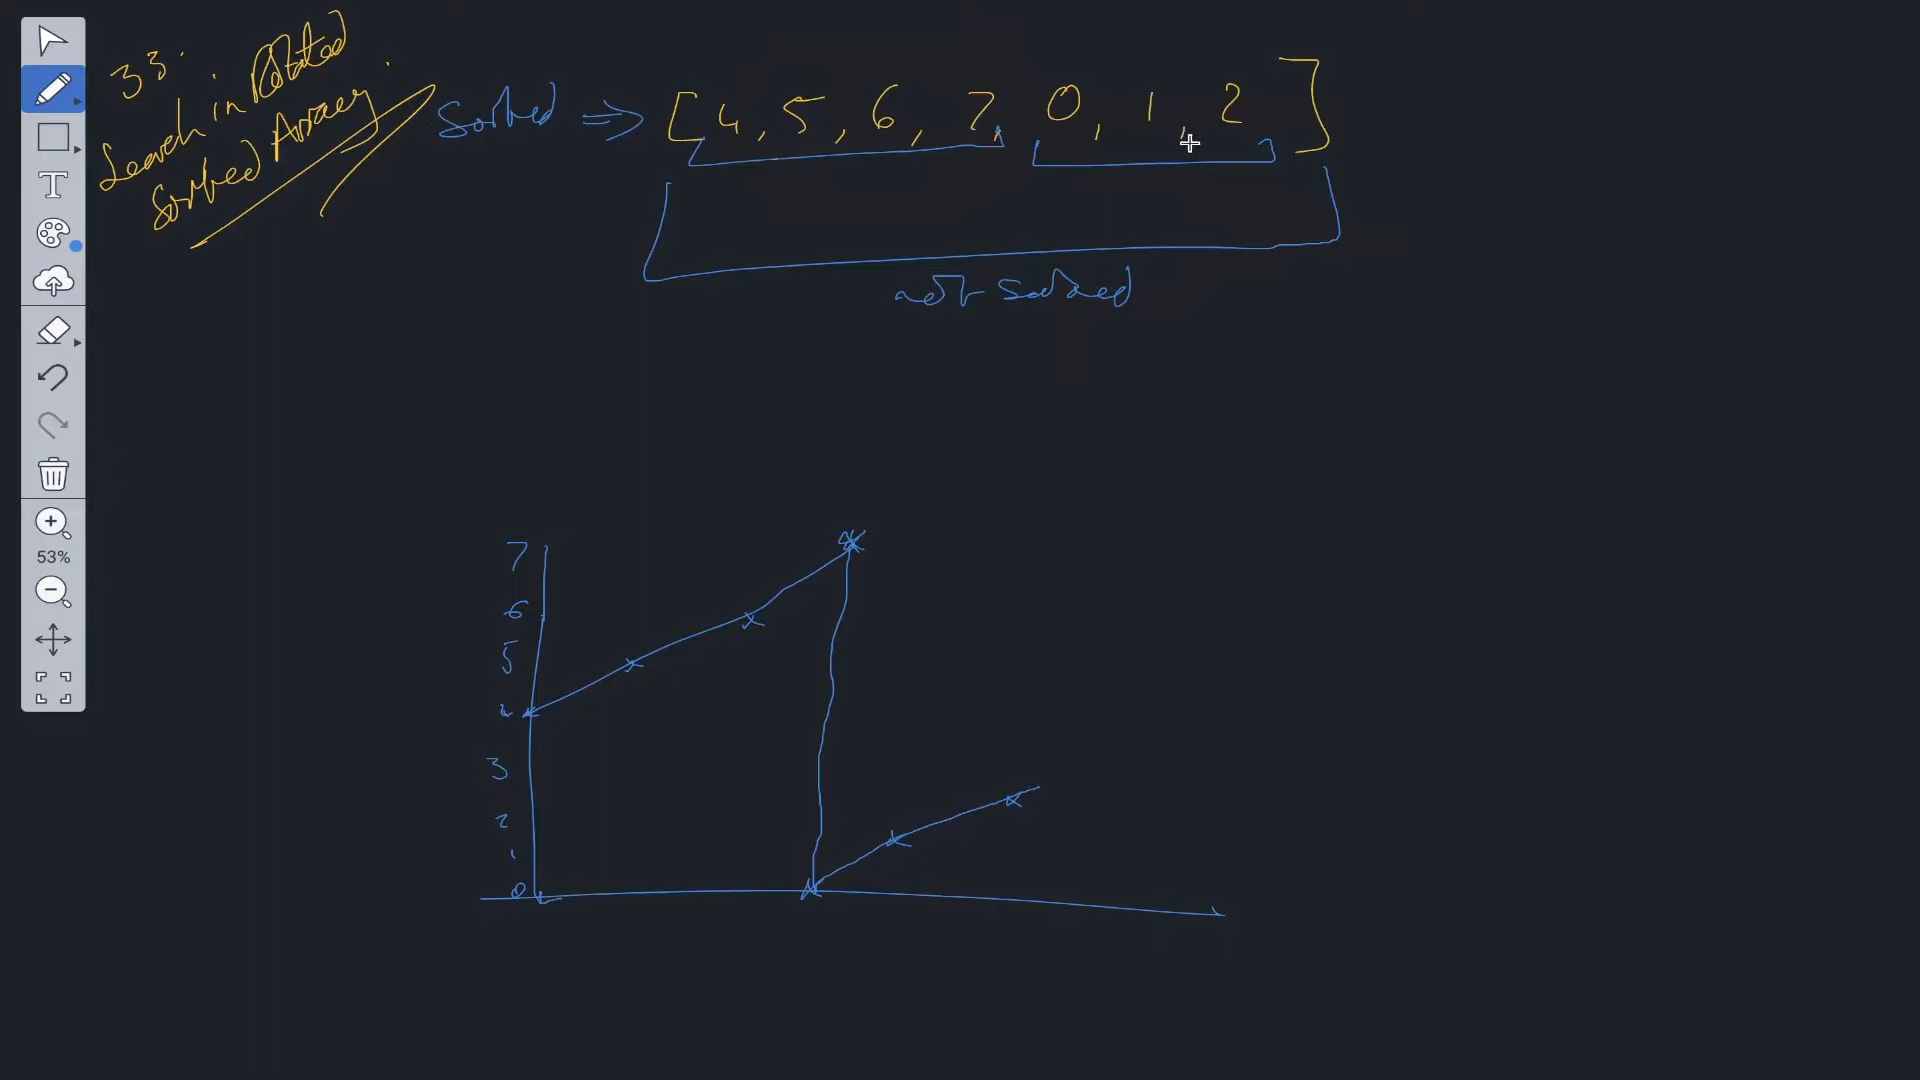 33.
Search in Rotated
Sorted Array
Sorted => [4, 5, 6, 7, 0, 1, 2]
not sorted
7
6
5
4
3
2
1
0
T
53%